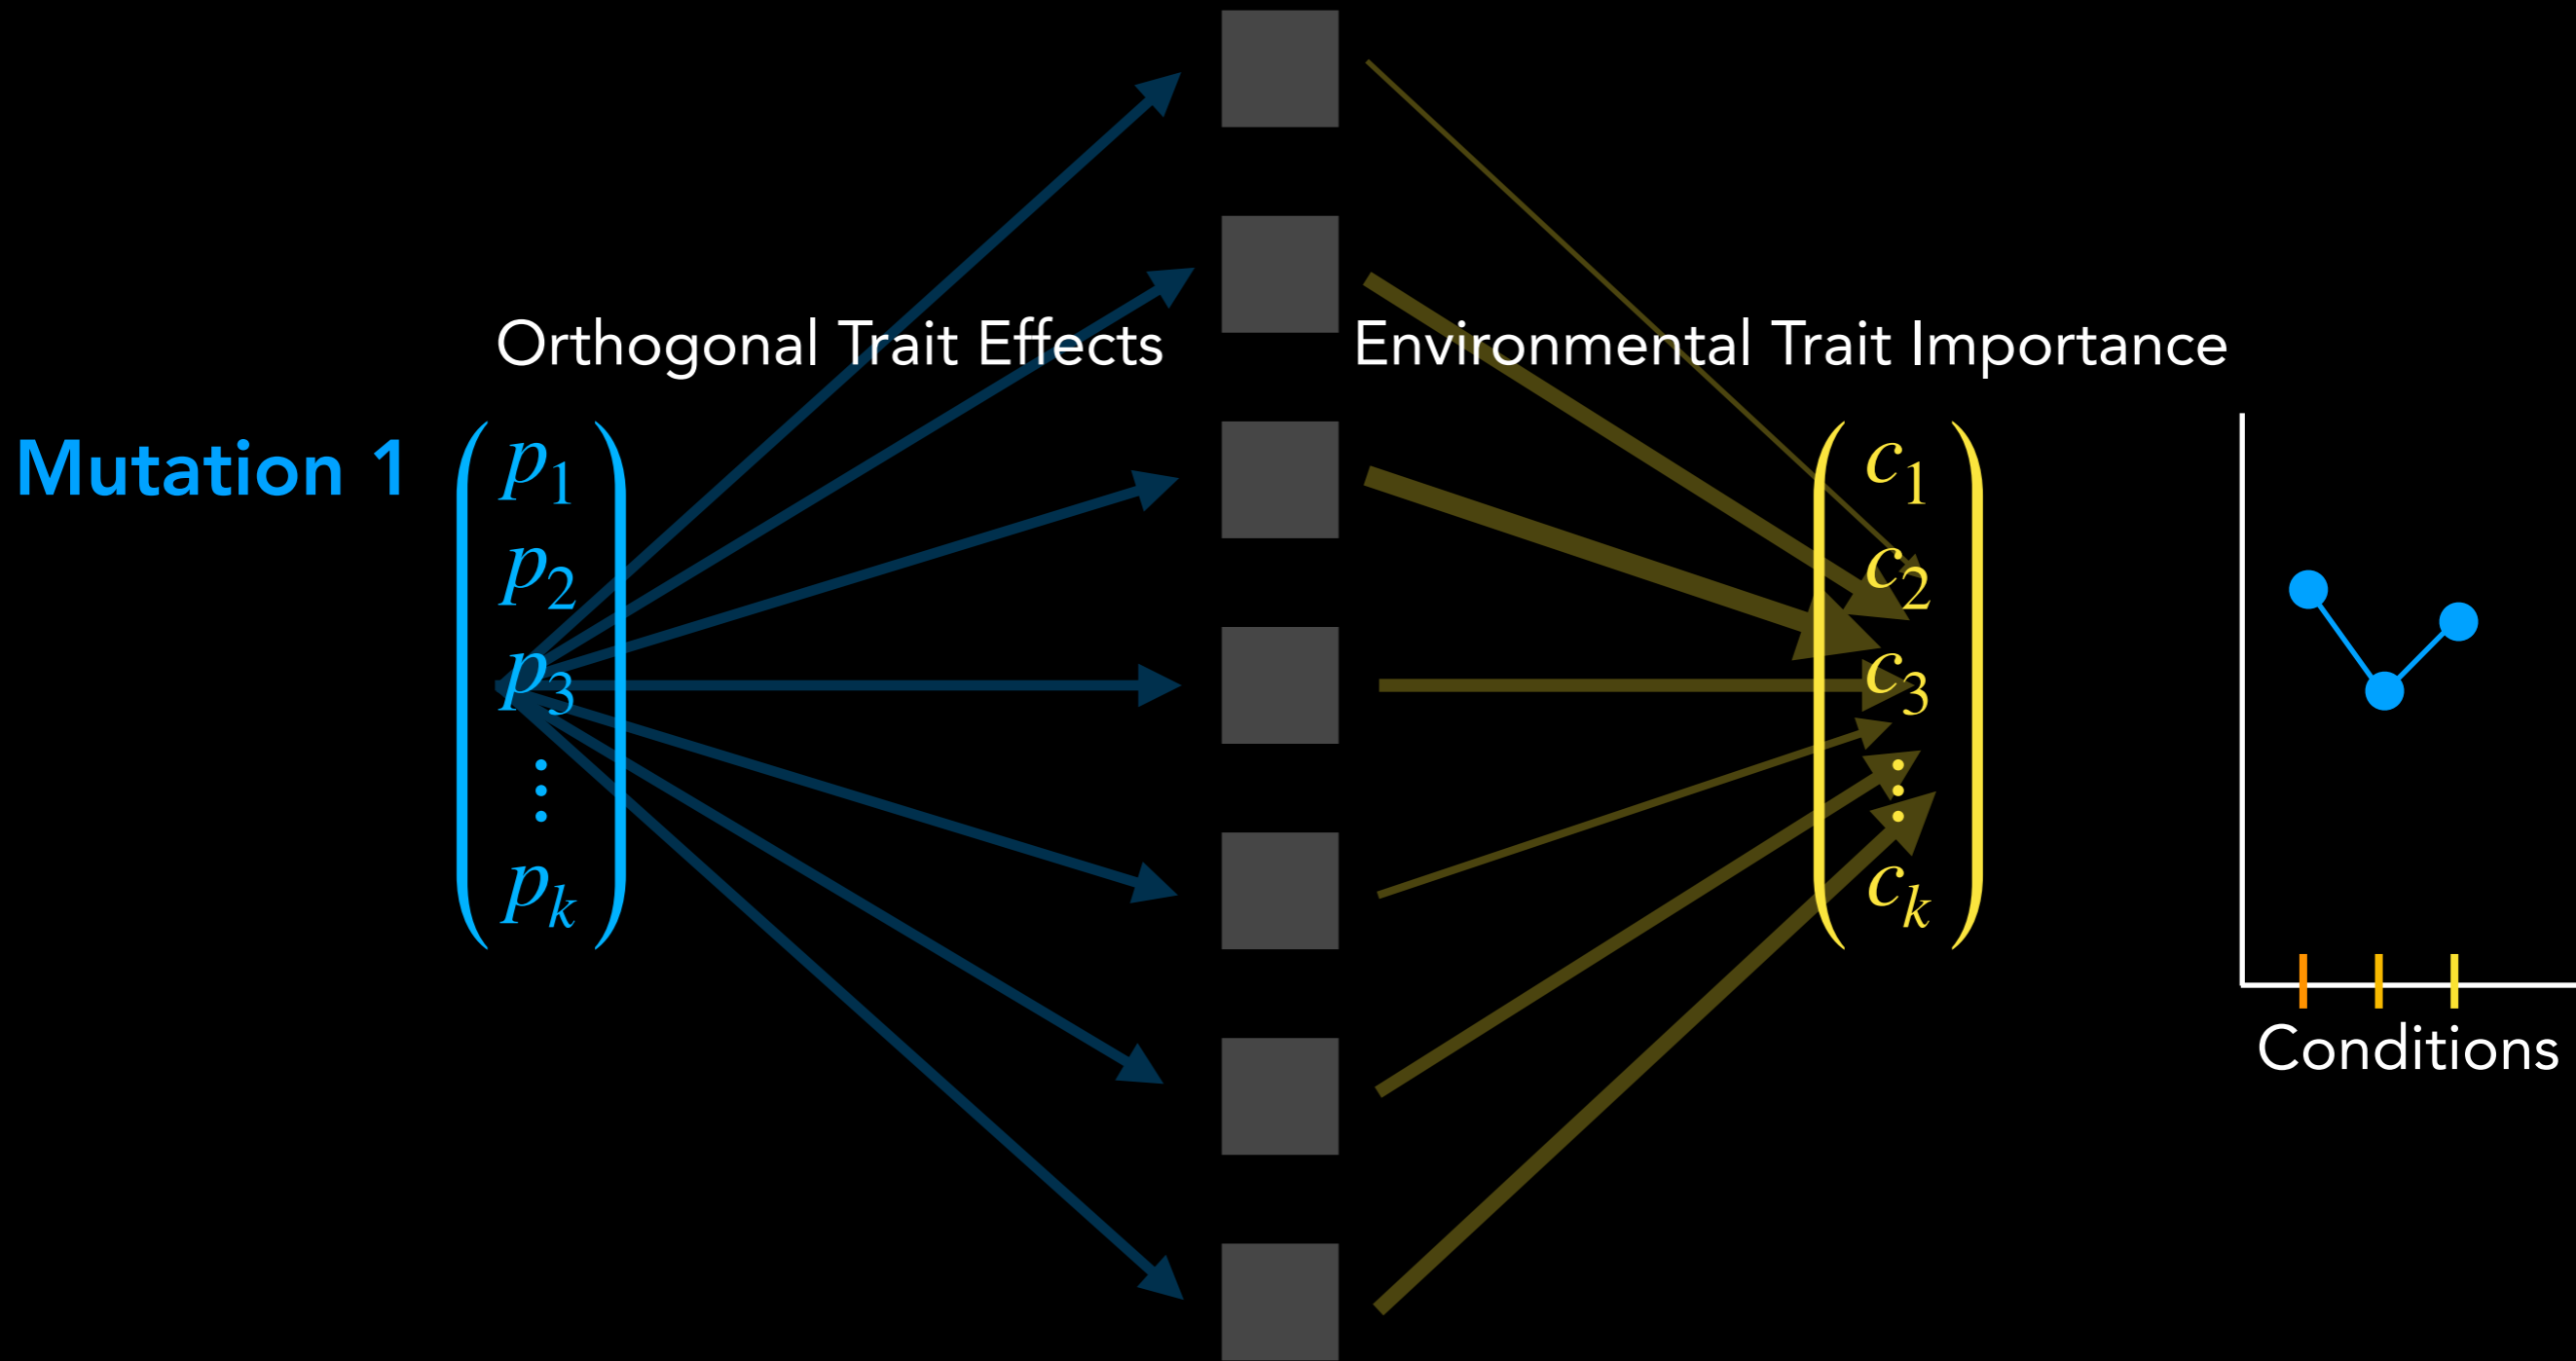 Orthogonal Trait Effects
Environmental Trait Importance
Mutation 1
p₁
p₂
p₃
⋮
pₖ
c₁
c₂
c₃
⋮
cₖ
Conditions